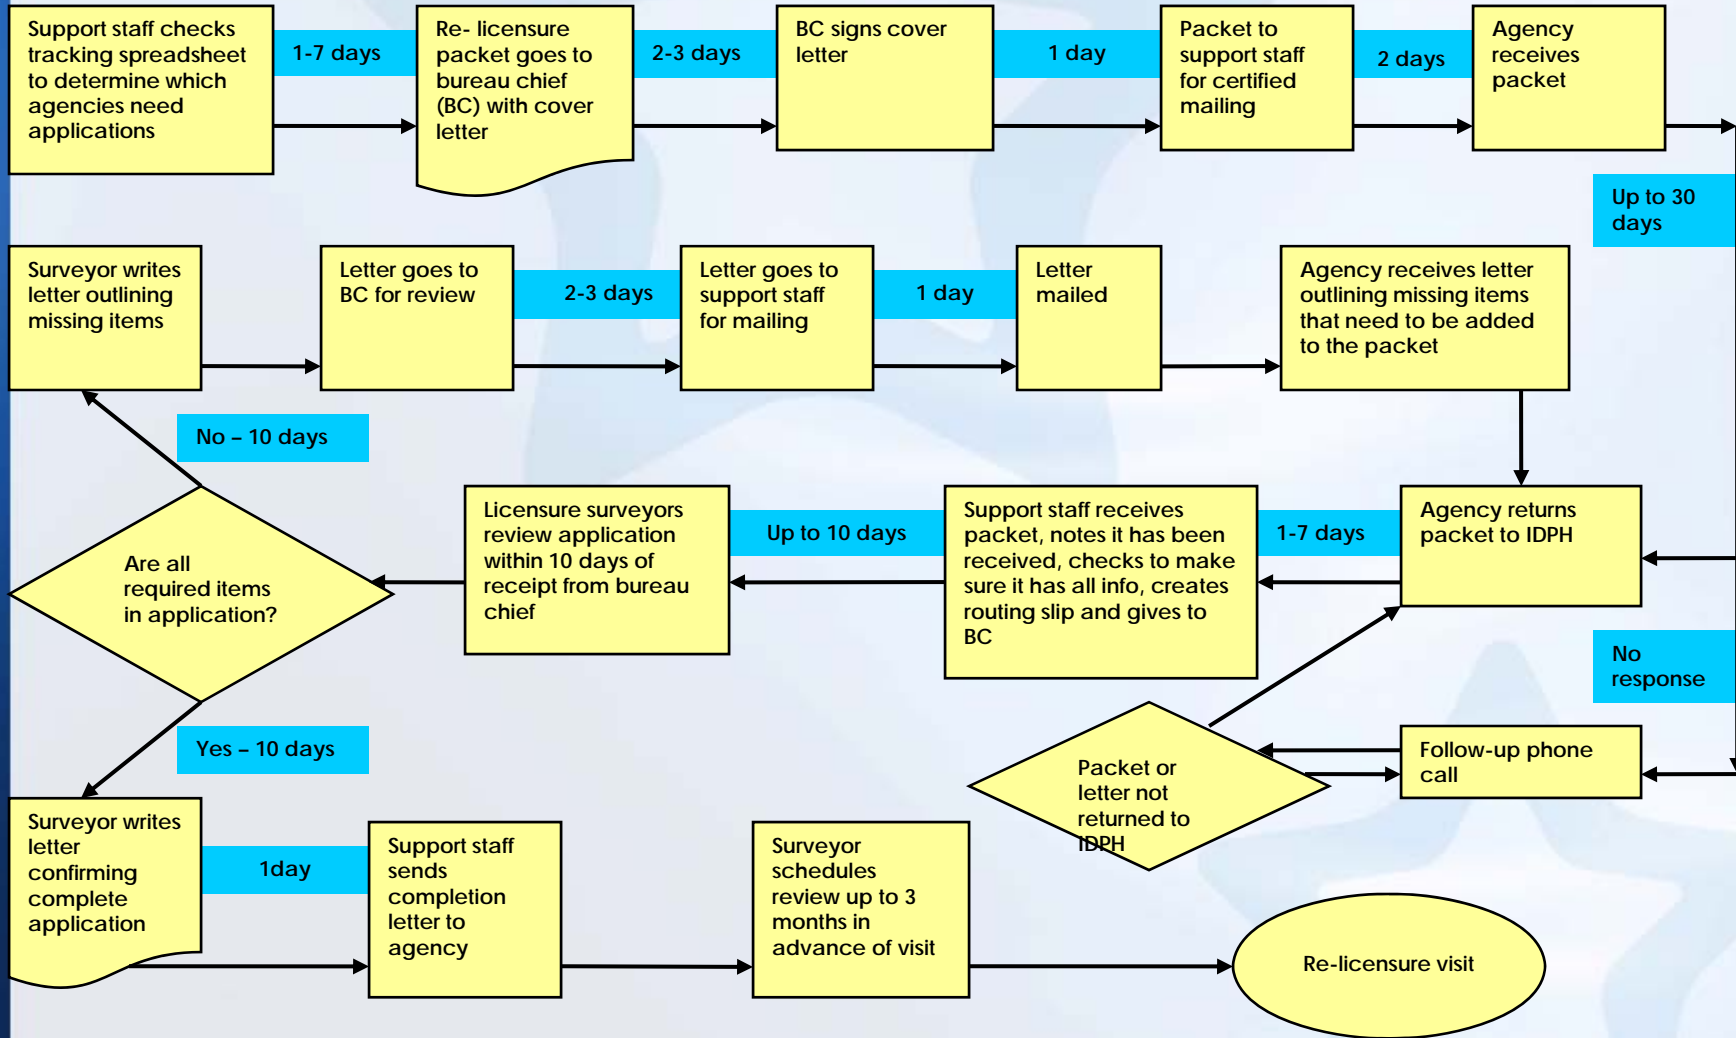 Support staff checks
tracking spreadsheet
to determine which
agencies need
applications
1-7 days
Re- licensure
packet goes to
bureau chief
(BC) with cover
letter
2-3 days
BC signs cover
letter
1 day
Packet to
support staff
for certified
mailing
2 days
Agency
receives
packet
Up to 30
days
Surveyor writes
letter outlining
missing items
Letter goes to
BC for review
2-3 days
Letter goes to
support staff
for mailing
1 day
Letter
mailed
Agency receives letter
outlining missing items
that need to be added
to the packet
No – 10 days
Are all
required items
in application?
Licensure surveyors
review application
within 10 days of
receipt from bureau
chief
Up to 10 days
Support staff receives
packet, notes it has been
received, checks to make
sure it has all info, creates
routing slip and gives to
BC
1-7 days
Agency returns
packet to IDPH
No
response
Yes – 10 days
Packet or
letter not
returned to
IDPH
Follow-up phone
call
Surveyor writes
letter
confirming
complete
application
1day
Support staff
sends
completion
letter to
agency
Surveyor
schedules
review up to 3
months in
advance of visit
Re-licensure visit